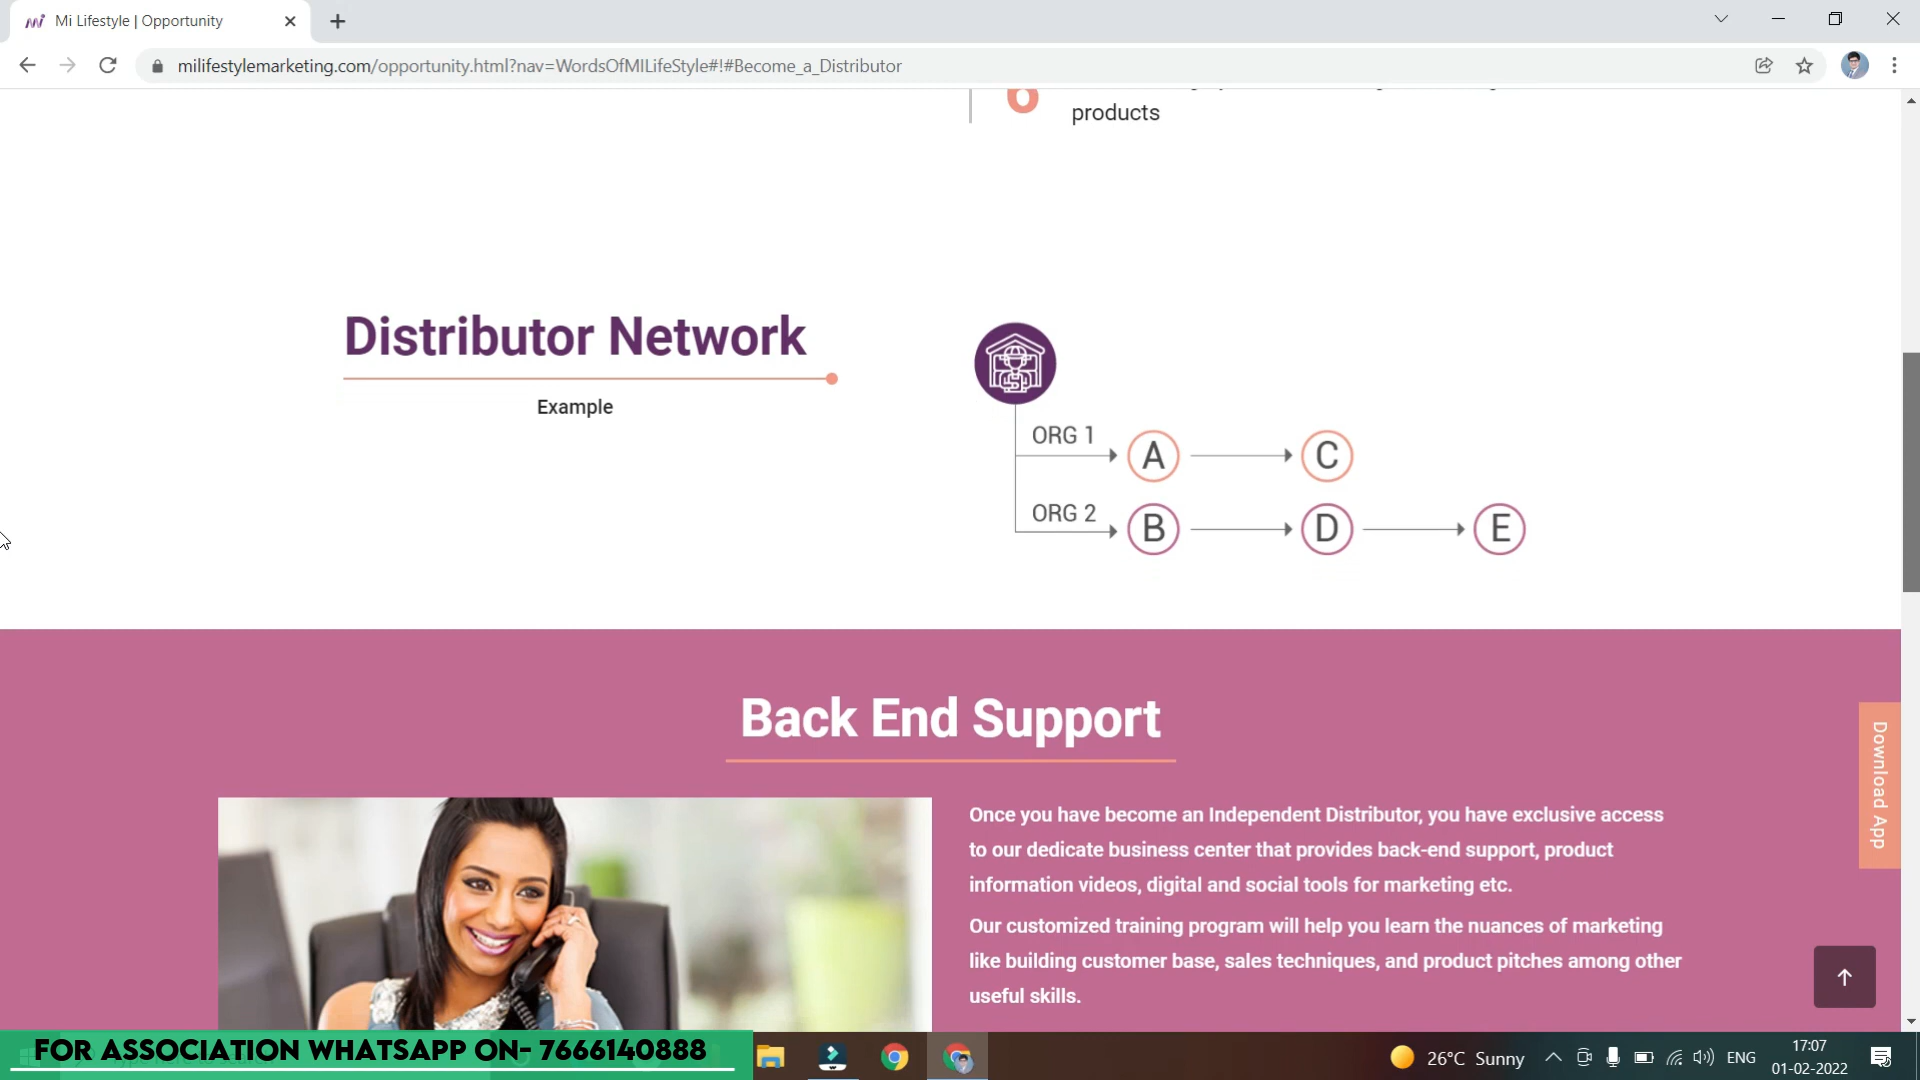 Mi Lifestyle | Opportunity
milifestylemarketing.com/opportunity.html?nav=WordsOfMILifeStyle#!#Become_a_Distributor
6
products
Distributor Network
Example
ORG 1
A
C
ORG 2
B
D
E
Back End Support
Once you have become an Independent Distributor, you have exclusive access
to our dedicate business center that provides back-end support, product
information videos, digital and social tools for marketing etc.
Our customized training program will help you learn the nuances of marketing
like building customer base, sales techniques, and product pitches among other
useful skills.
Download App
FOR ASSOCIATION WHATSAPP ON- 7666140888
26°C Sunny
ENG
17:07
01-02-2022